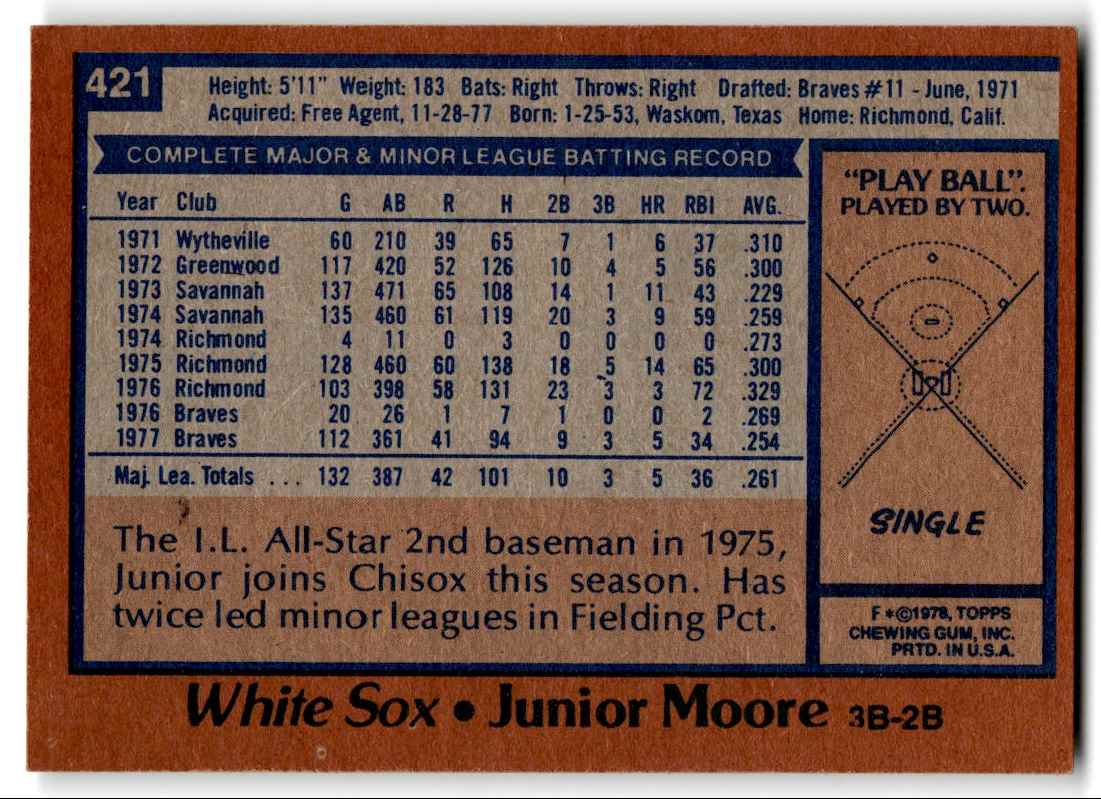 421
Height: 5'11" Weight: 183 Bats: Right Throws: Right Drafted: Braves #11 - June, 1971
Acquired: Free Agent, 11-28-77 Born: 1-25-53, Waskom, Texas Home: Richmond, Calif.
COMPLETE MAJOR & MINOR LEAGUE BATTING RECORD
Year Club G AB R H 2B 3B HR RBI AVG.
1971 Wytheville 60 210 39 65 7 1 6 37 .310
1972 Greenwood 117 420 52 126 10 4 5 56 .300
1973 Savannah 137 471 65 108 14 1 11 43 .229
1974 Savannah 135 460 61 119 20 3 9 59 .259
1974 Richmond 4 11 0 3 0 0 0 0 .273
1975 Richmond 128 460 60 138 18 5 14 65 .300
1976 Richmond 103 398 58 131 23 3 3 72 .329
1976 Braves 20 26 1 7 1 0 0 2 .269
1977 Braves 112 361 41 94 9 3 5 34 .254
Maj. Lea. Totals ... 132 387 42 101 10 3 5 36 .261
The I.L. All-Star 2nd baseman in 1975,
Junior joins Chisox this season. Has
twice led minor leagues in Fielding Pct.
"PLAY BALL".
PLAYED BY TWO.
SINGLE
F *©1978, TOPPS
CHEWING GUM, INC.
PRTD. IN U.S.A.
White Sox • Junior Moore 3B-2B